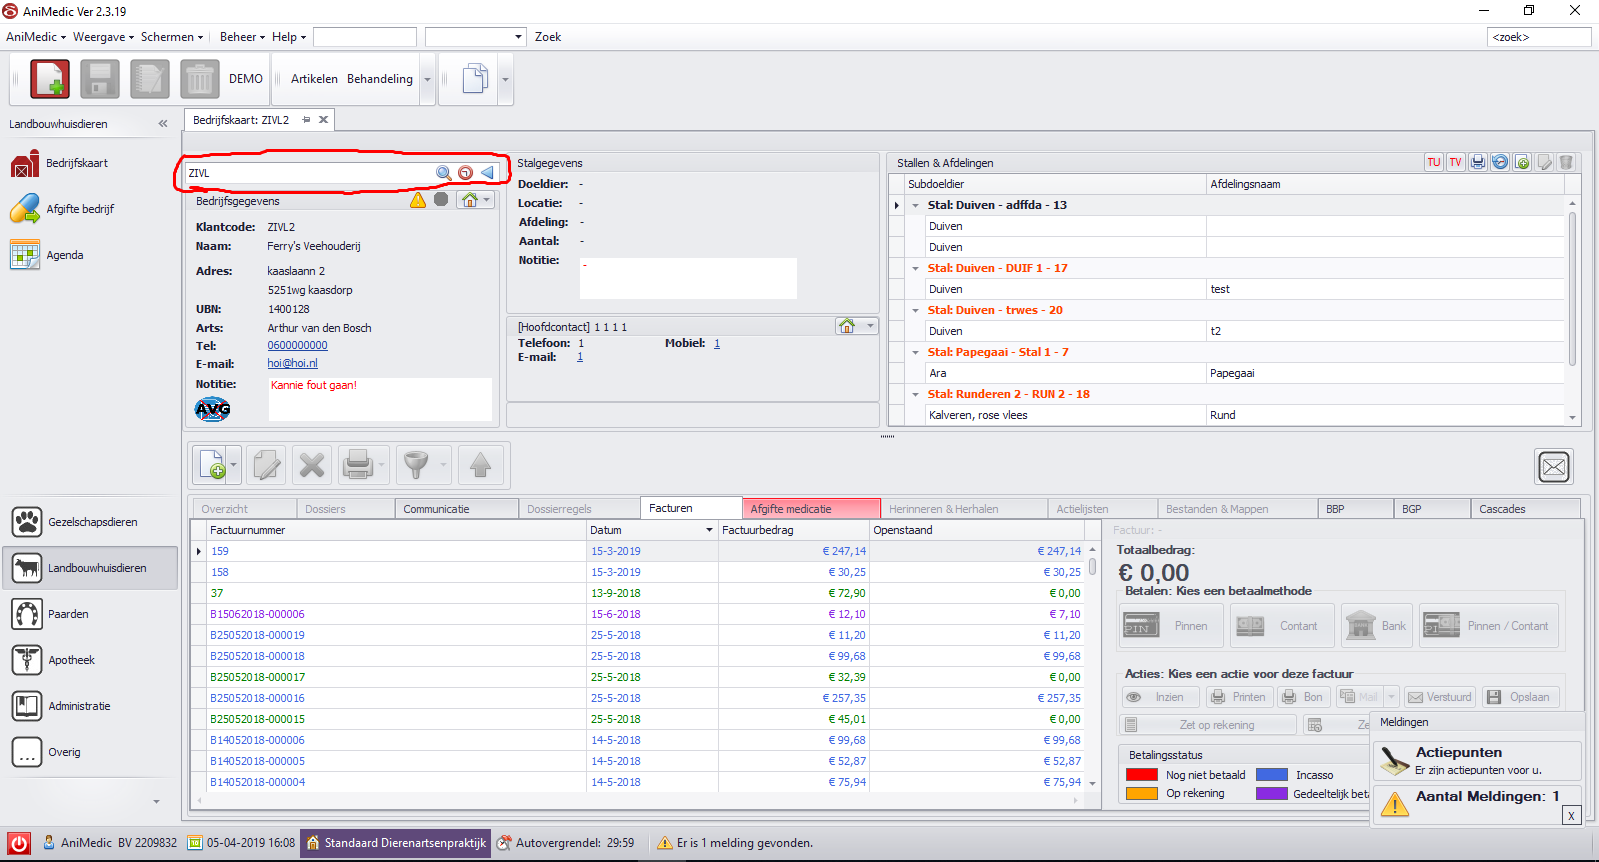 AniMedic Ver 2.3.19
AniMedic Weergave Schermen Beheer Help Zoek <zoek>
DEMO Artikelen Behandeling
Landbouwhuisdieren
Bedrijfskaart
Afgifte bedrijf
Agenda
Gezelschapsdieren
Landbouwhuisdieren
Paarden
Apotheek
Administratie
Overig
Bedrijfskaart: ZIVL2
ZIVL
Bedrijfsgegevens
Klantcode: ZIVL2
Naam: Ferry's Veehouderij
Adres: kaaslaann 2
5251wg kaasdorp
UBN: 1400128
Arts: Arthur van den Bosch
Tel: 0600000000
E-mail: hoi@hoi.nl
Notitie: Kannie fout gaan!
AVG
Stalgegevens
Doeldier: -
Locatie: -
Afdeling: -
Aantal: -
Notitie: -
[Hoofdcontact] 1 1 1 1
Telefoon: 1 Mobiel: 1
E-mail: 1
Stallen & Afdelingen TU TV
Subdoeldier Afdelingsnaam
Stal: Duiven - adffda - 13
Duiven
Duiven
Stal: Duiven - DUIF 1 - 17
Duiven test
Stal: Duiven - trwes - 20
Duiven t2
Stal: Papegaai - Stal 1 - 7
Ara Papegaai
Stal: Runderen 2 - RUN 2 - 18
Kalveren, rose vlees Rund
Overzicht Dossiers Communicatie Dossierregels Facturen Afgifte medicatie Herinneren & Herhalen Actielijsten Bestanden & Mappen BBP BGP Cascades
Factuurnummer Datum Factuurbedrag Openstaand
159 15-3-2019 € 247,14 € 247,14
158 15-3-2019 € 30,25 € 30,25
37 13-9-2018 € 72,90 € 0,00
B15062018-000006 15-6-2018 € 12,10 € 7,10
B25052018-000019 25-5-2018 € 11,20 € 11,20
B25052018-000018 25-5-2018 € 99,68 € 99,68
B25052018-000017 25-5-2018 € 32,39 € 0,00
B25052018-000016 25-5-2018 € 257,35 € 257,35
B25052018-000015 25-5-2018 € 45,01 € 0,00
B14052018-000006 14-5-2018 € 99,68 € 99,68
B14052018-000005 14-5-2018 € 52,87 € 52,87
B14052018-000004 14-5-2018 € 75,94 € 75,94
Factuur: -
Totaalbedrag:
€ 0,00
Betalen: Kies een betaalmethode
PIN Pinnen Contant Bank Pinnen / Contant
Acties: Kies een actie voor deze factuur
Inzien Printen Bon Mail Verstuurd Opslaan
Zet op rekening Ze
Betalingsstatus
Nog niet betaald Incasso
Op rekening Gedeeltelijk beta
Meldingen
Actiepunten
Er zijn actiepunten voor u.
Aantal Meldingen: 1
X
AniMedic BV 2209832 05-04-2019 16:08 Standaard Dierenartsenpraktijk Autovergrendel: 29:59 Er is 1 melding gevonden.